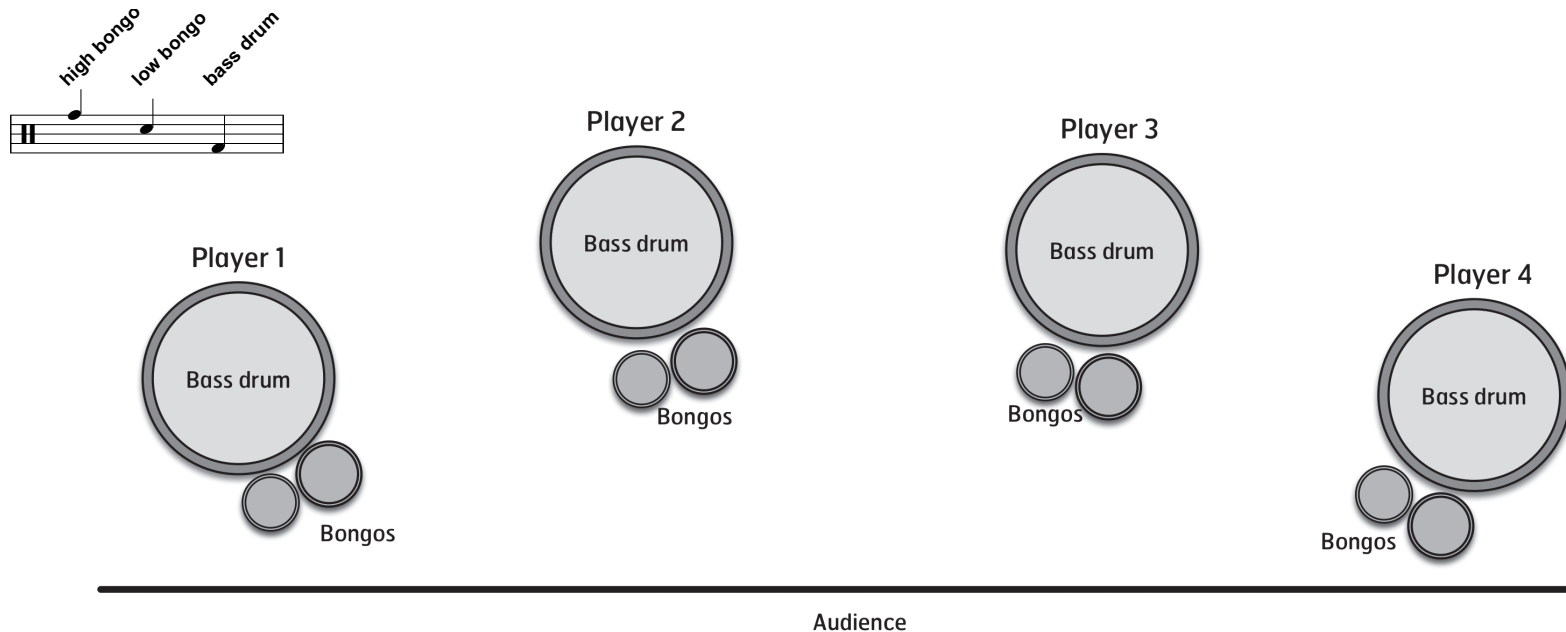 high bongo
low bongo
bass drum
Player 1
Bass drum
Bongos
Player 2
Bass drum
Bongos
Player 3
Bass drum
Bongos
Player 4
Bass drum
Bongos
Audience